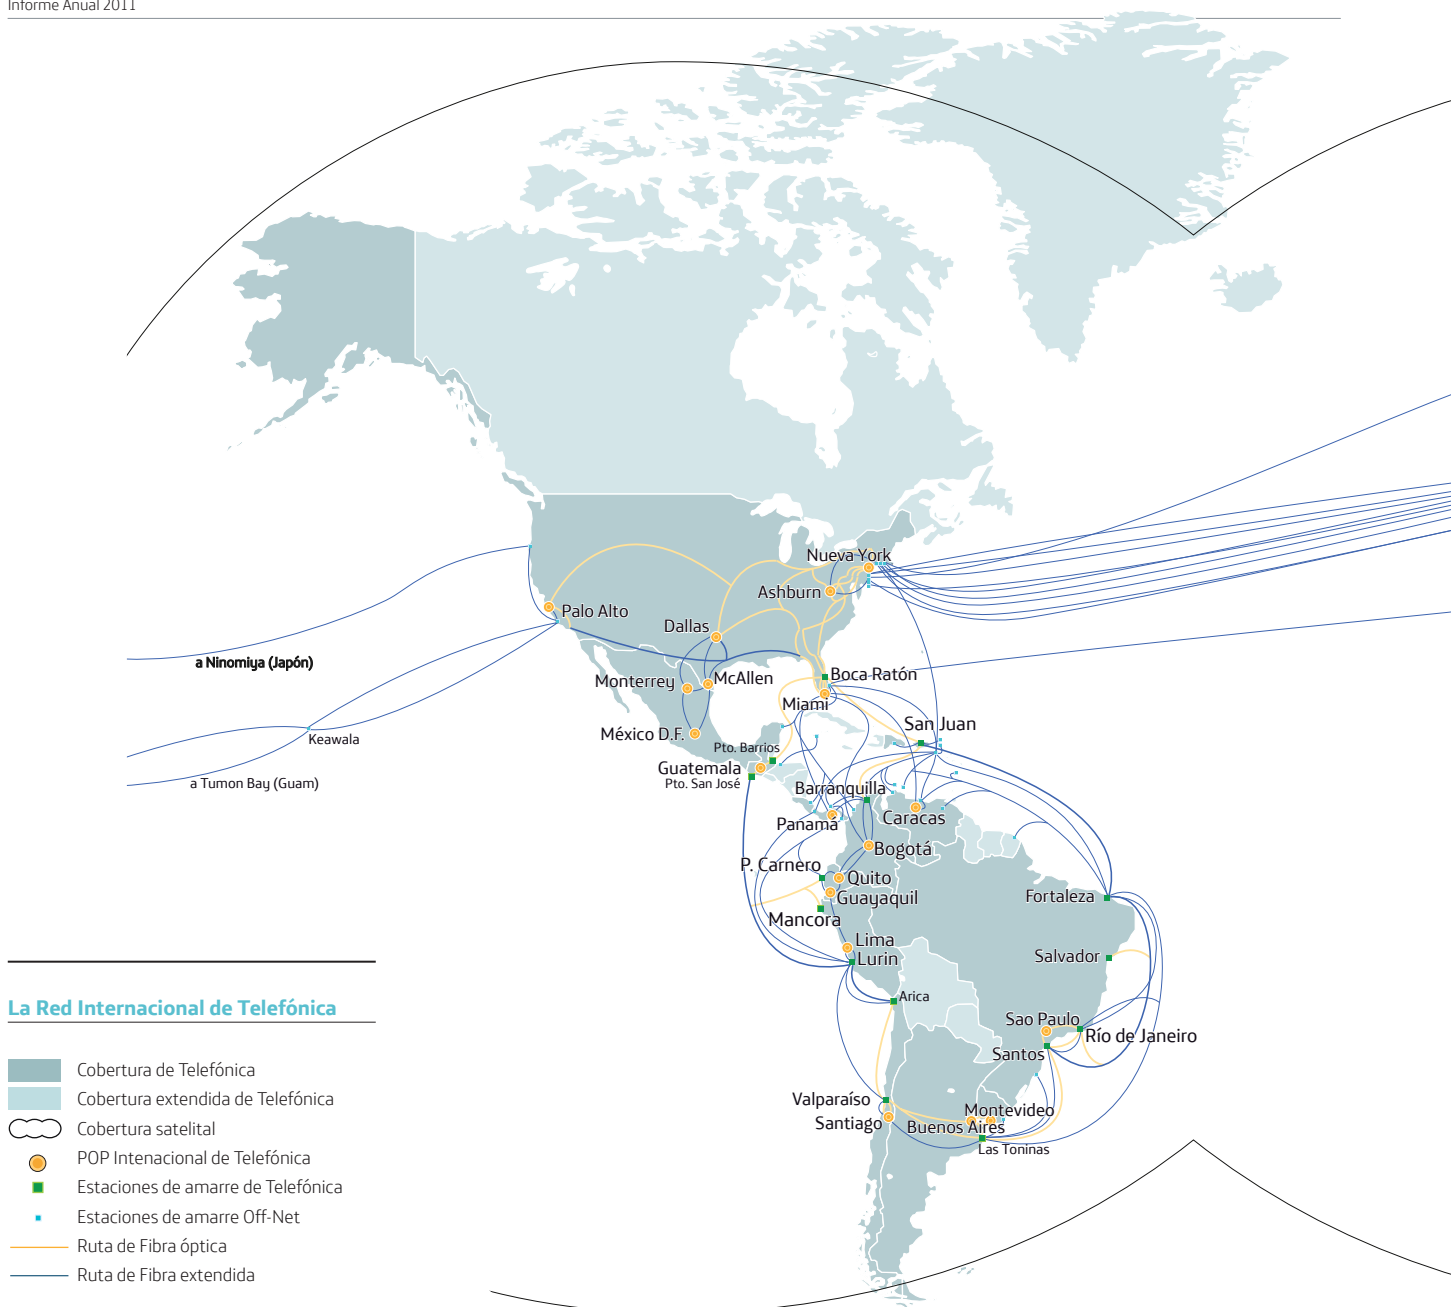 Informe Anual 2011
Nueva York
Ashburn
Palo Alto
Dallas
a Ninomiya (Japón)
Boca Ratón
Monterrey
McAllen
Miami
San Juan
México D.F.
Keawala
Pto. Barrios
Guatemala
Pto. San José
a Tumon Bay (Guam)
Barranquilla
Caracas
Panamá
Bogotá
P. Carnero
Quito
Guayaquil
Fortaleza
Mancora
Lima
Lurin
Salvador
Arica
Sao Paulo
Río de Janeiro
Santos
Valparaíso
Montevideo
Santiago
Buenos Aires
Las Toninas
La Red Internacional de Telefónica
Cobertura de Telefónica
Cobertura extendida de Telefónica
Cobertura satelital
POP Intenacional de Telefónica
Estaciones de amarre de Telefónica
Estaciones de amarre Off-Net
Ruta de Fibra óptica
Ruta de Fibra extendida